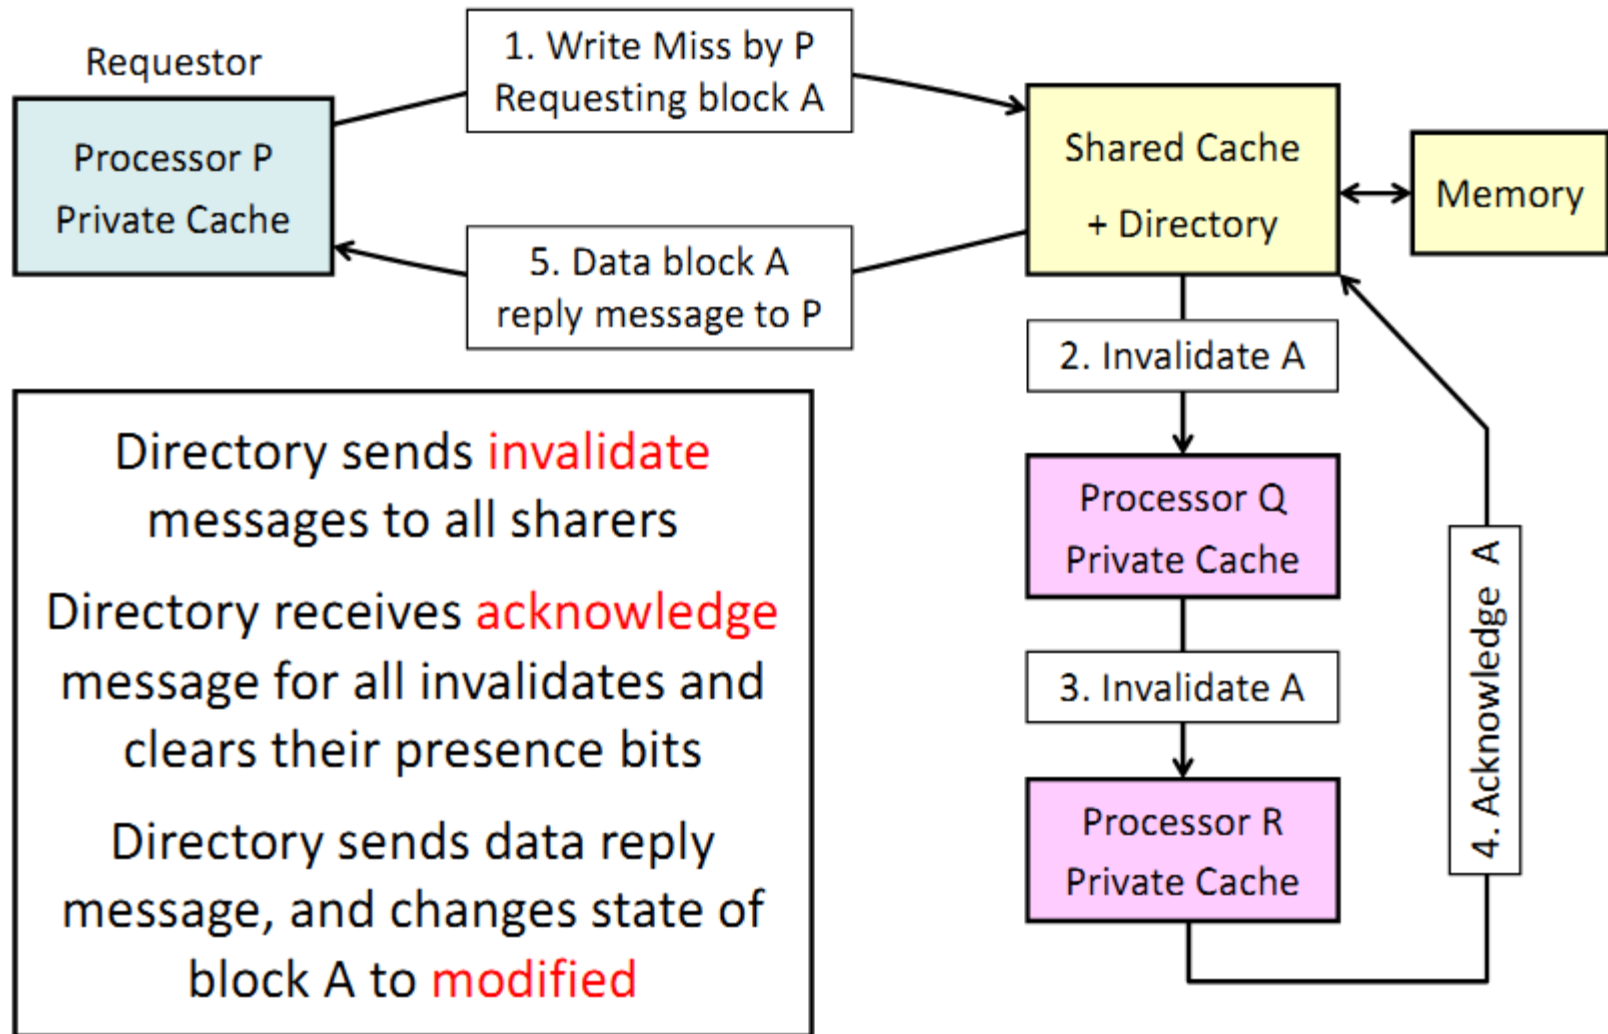 Requestor
Processor P
Private Cache
1. Write Miss by P
Requesting block A
Shared Cache
+ Directory
Memory
5. Data block A
reply message to P
2. Invalidate A
Processor Q
Private Cache
3. Invalidate A
Processor R
Private Cache
4. Acknowledge A
Directory sends invalidate
messages to all sharers
Directory receives acknowledge
message for all invalidates and
clears their presence bits
Directory sends data reply
message, and changes state of
block A to modified